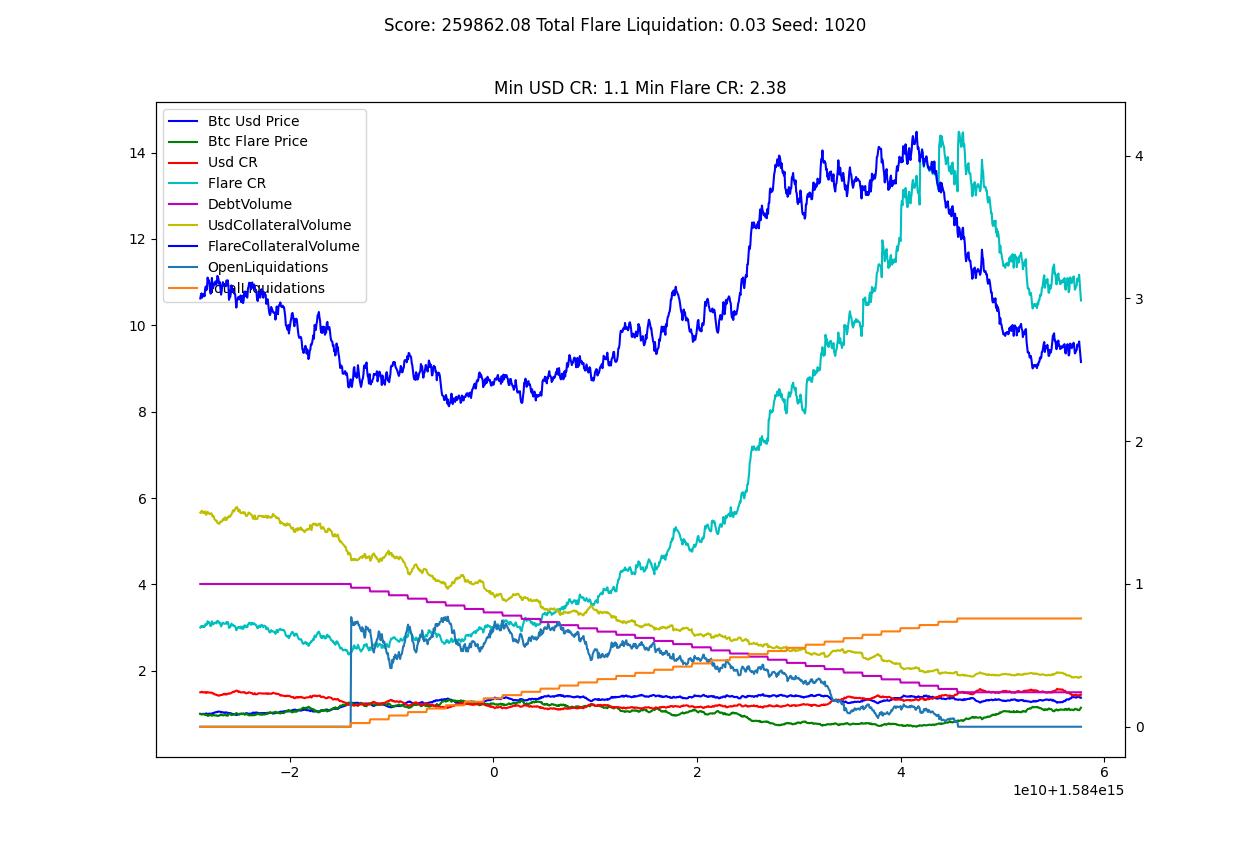 Score: 259862.08 Total Flare Liquidation: 0.03 Seed: 1020
Min USD CR: 1.1 Min Flare CR: 2.38
Btc Usd Price
Btc Flare Price
Usd CR
Flare CR
DebtVolume
UsdCollateralVolume
FlareCollateralVolume
OpenLiquidations
TotalLiquidations
14
12
10
8
6
4
2
4
3
2
1
0
−2
0
2
4
6
1e10+1.584e15